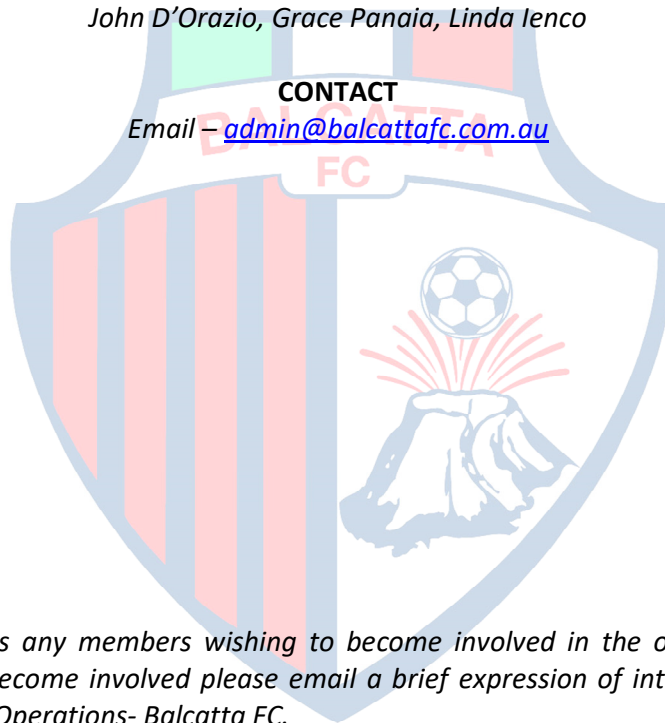 John D’Orazio, Grace Panaia, Linda Ienco
CONTACT
Email – admin@balcattafc.com.au
BALCATTA
FC
s any members wishing to become involved in the o
ecome involved please email a brief expression of int
Operations- Balcatta FC.